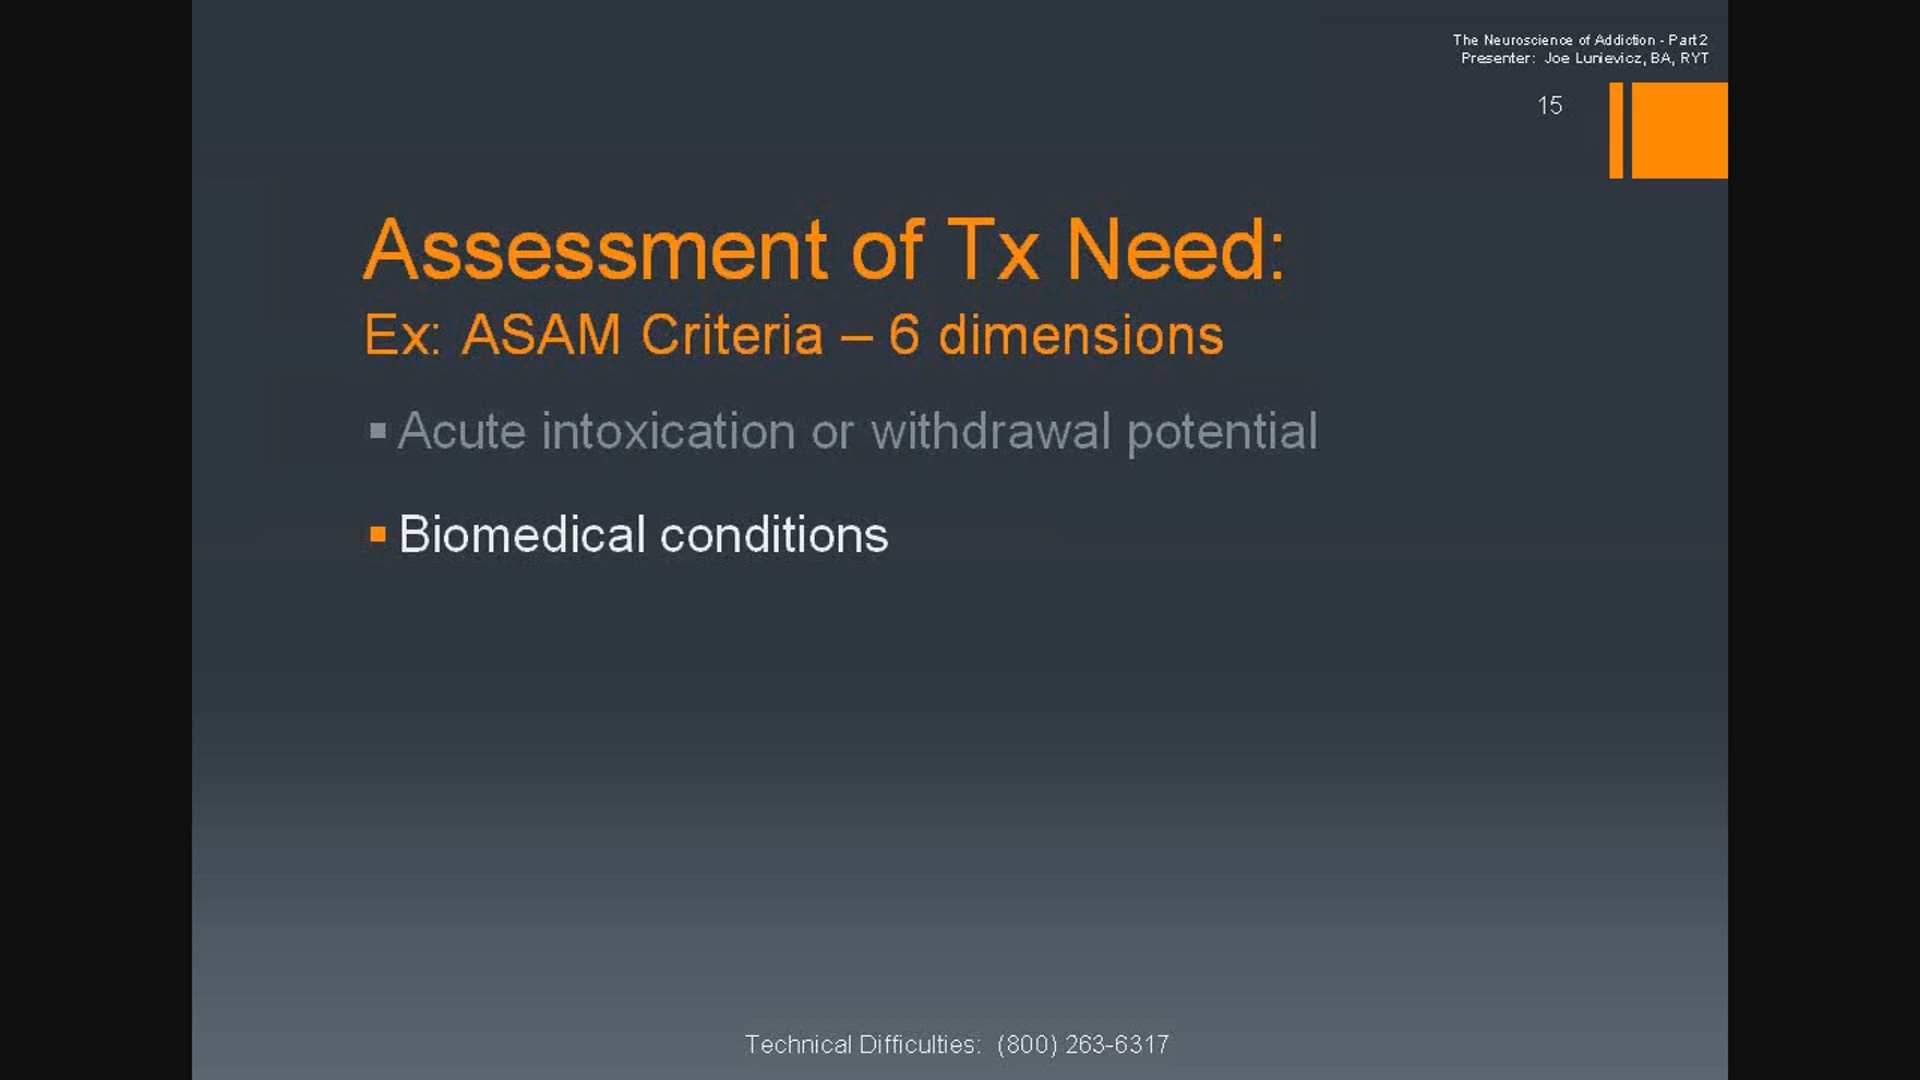 The Neuroscience of Addiction - Part 2
Presenter: Joe Lunievicz, BA, RYT
15
Assessment of Tx Need:
Ex: ASAM Criteria – 6 dimensions
▪ Acute intoxication or withdrawal potential
▪ Biomedical conditions
Technical Difficulties: (800) 263-6317